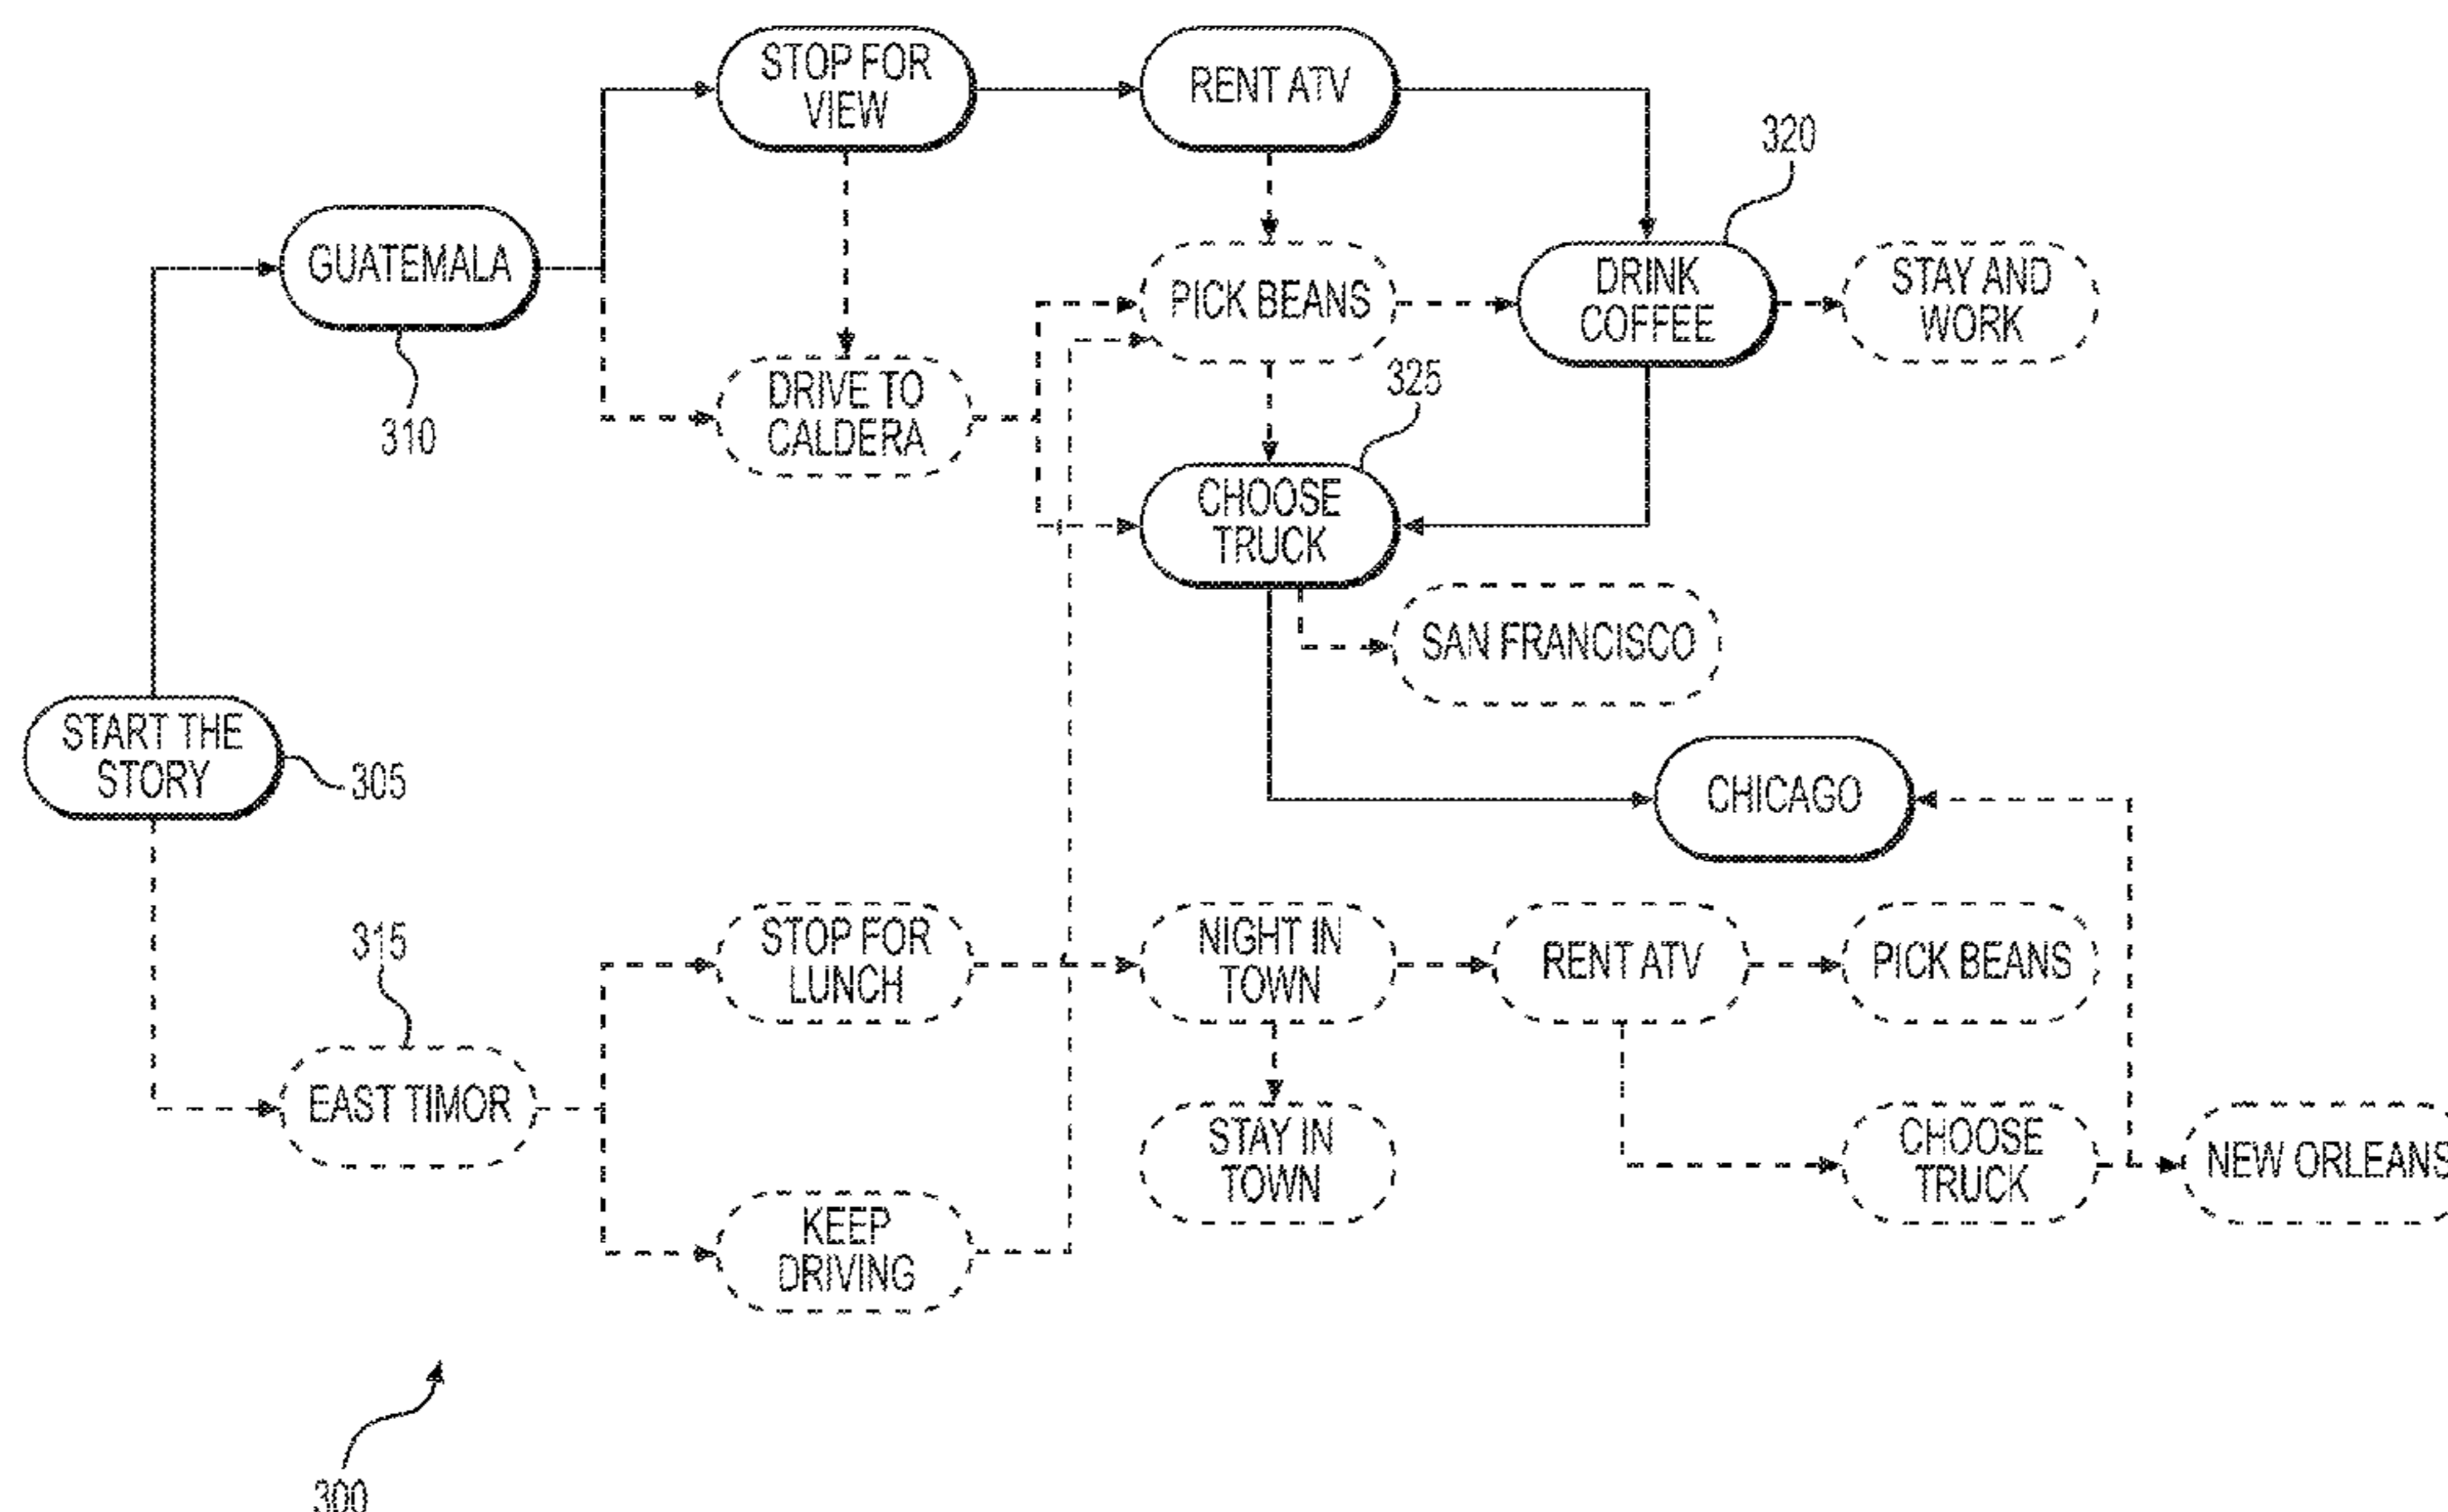 STOP FOR
VIEW
RENT ATV
320
GUATEMALA
310
PICK BEANS
DRINK
COFFEE
STAY AND
WORK
DRIVE TO
CALDERA
325
CHOOSE
TRUCK
SAN FRANCISCO
START THE
STORY
305
CHICAGO
315
STOP FOR
LUNCH
NIGHT IN
TOWN
RENT ATV
PICK BEANS
EAST TIMOR
STAY IN
TOWN
CHOOSE
TRUCK
NEW ORLEANS
KEEP
DRIVING
300